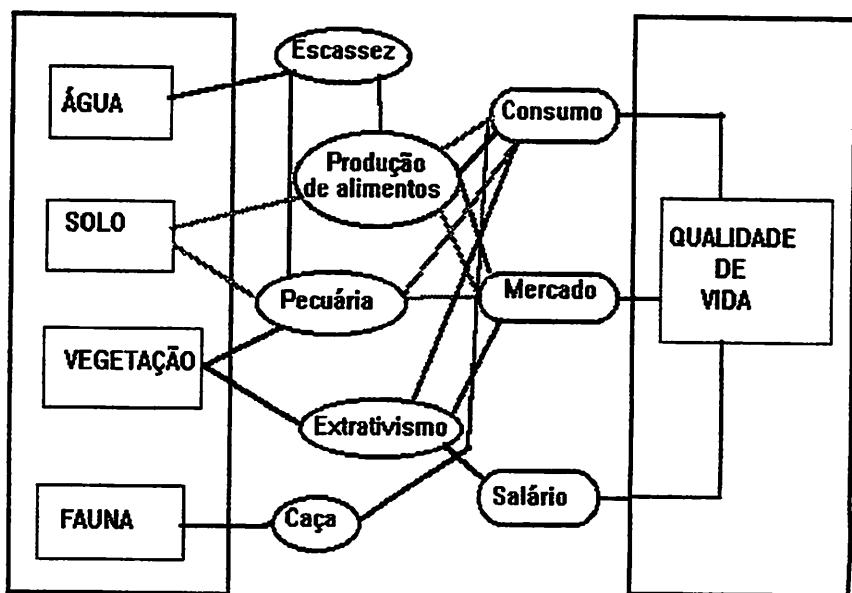 ÁGUA
SOLO
VEGETAÇÃO
FAUNA
Escassez
Produção
de alimentos
Pecuária
Extrativismo
Caça
Consumo
Mercado
Salário
QUALIDADE
DE
VIDA